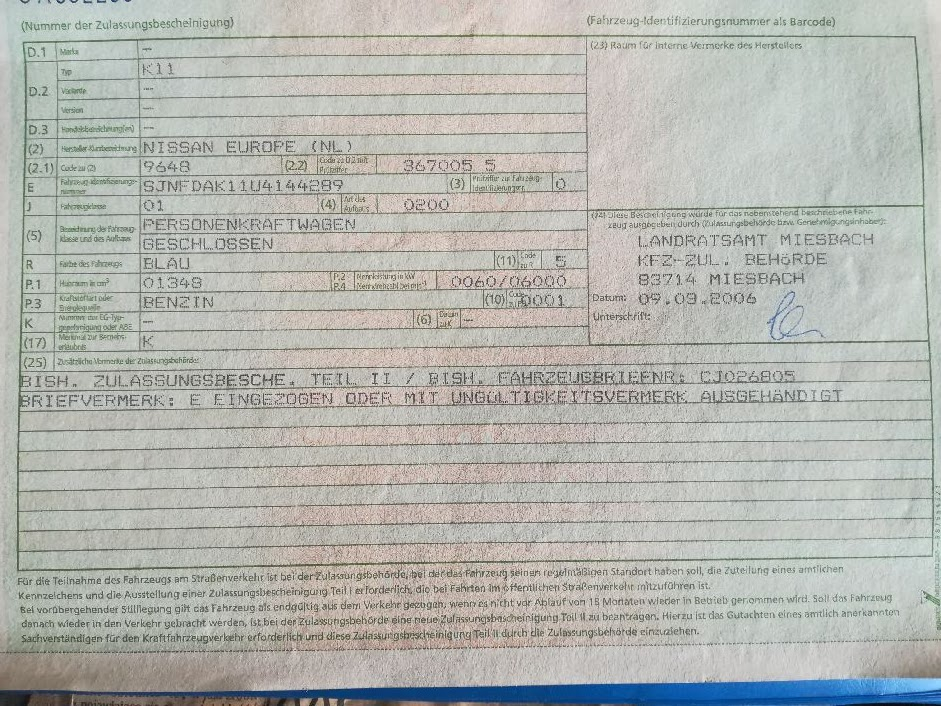 (Nummer der Zulassungsbescheinigung)
(Fahrzeug-Identifizierungsnummer als Barcode)
D.1 Marke ---
D.2 Typ K11
Variante ---
Version ---
D.3 Handelsbezeichnung(en) ---
(2) Hersteller-Kurzbezeichnung NISSAN EUROPE (NL)
(2.1) Code zu (2) 9648 (2.2) Code zu D.2 mit Prüfziffer 367005 5
E Fahrzeug-Identifizierungs-nummer SJNFDAK11U4144289 (3) Prüfziffer zur Fahrzeug-Identifizierungsnr. 0
J Fahrzeugklasse 01 (4) Art des Aufbaus 0200
(5) Bezeichnung der Fahrzeug-klasse und des Aufbaus PERSONENKRAFTWAGEN
GESCHLOSSEN
R Farbe des Fahrzeugs BLAU (11) Code zu R 5
P.1 Hubraum in cm³ 01348 P.2 P.4 Nennleistung in kW Nenndrehzahl bei min⁻¹ 0060/06000
P.3 Kraftstoffart oder Energiequelle BENZIN (10) Code zu P.3 0001
K Nummer der EG-Typ-genehmigung oder ABE --- (6) Datum zu K ---
(17) Merkmal zur Betriebs-erlaubnis K
(23) Raum für interne Vermerke des Herstellers
(24) Diese Bescheinigung wurde für das nebenstehend beschriebene Fahr-
zeug ausgegeben durch (Zulassungsbehörde bzw. Genehmigungsinhaber):
LANDRATSAMT MIESBACH
KFZ-ZUL. BEHÖRDE
83714 MIESBACH
Datum: 09.09.2006
Unterschrift:
(25) Zusätzliche Vermerke der Zulassungsbehörde:
BISH. ZULASSUNGSBESCHE. TEIL II / BISH. FAHRZEUGBRIEFNR: CJ026805
BRIEFVERMERK: E EINGEZOGEN ODER MIT UNGÜLTIGKEITSVERMERK AUSGEHÄNDIGT
Für die Teilnahme des Fahrzeugs am Straßenverkehr ist bei der Zulassungsbehörde, bei der das Fahrzeug seinen regelmäßigen Standort haben soll, die Zuteilung eines amtlichen
Kennzeichens und die Ausstellung einer Zulassungsbescheinigung Teil I erforderlich, die bei Fahrten im öffentlichen Straßenverkehr mitzuführen ist.
Bei vorübergehender Stilllegung gilt das Fahrzeug als endgültig aus dem Verkehr gezogen, wenn es nicht vor Ablauf von 18 Monaten wieder in Betrieb genommen wird. Soll das Fahrzeug
danach wieder in den Verkehr gebracht werden, ist bei der Zulassungsbehörde eine neue Zulassungsbescheinigung Teil II zu beantragen. Hierzu ist das Gutachten eines amtlich anerkannten
Sachverständigen für den Kraftfahrzeugverkehr erforderlich und diese Zulassungsbescheinigung Teil II durch die Zulassungsbehörde einzuziehen.